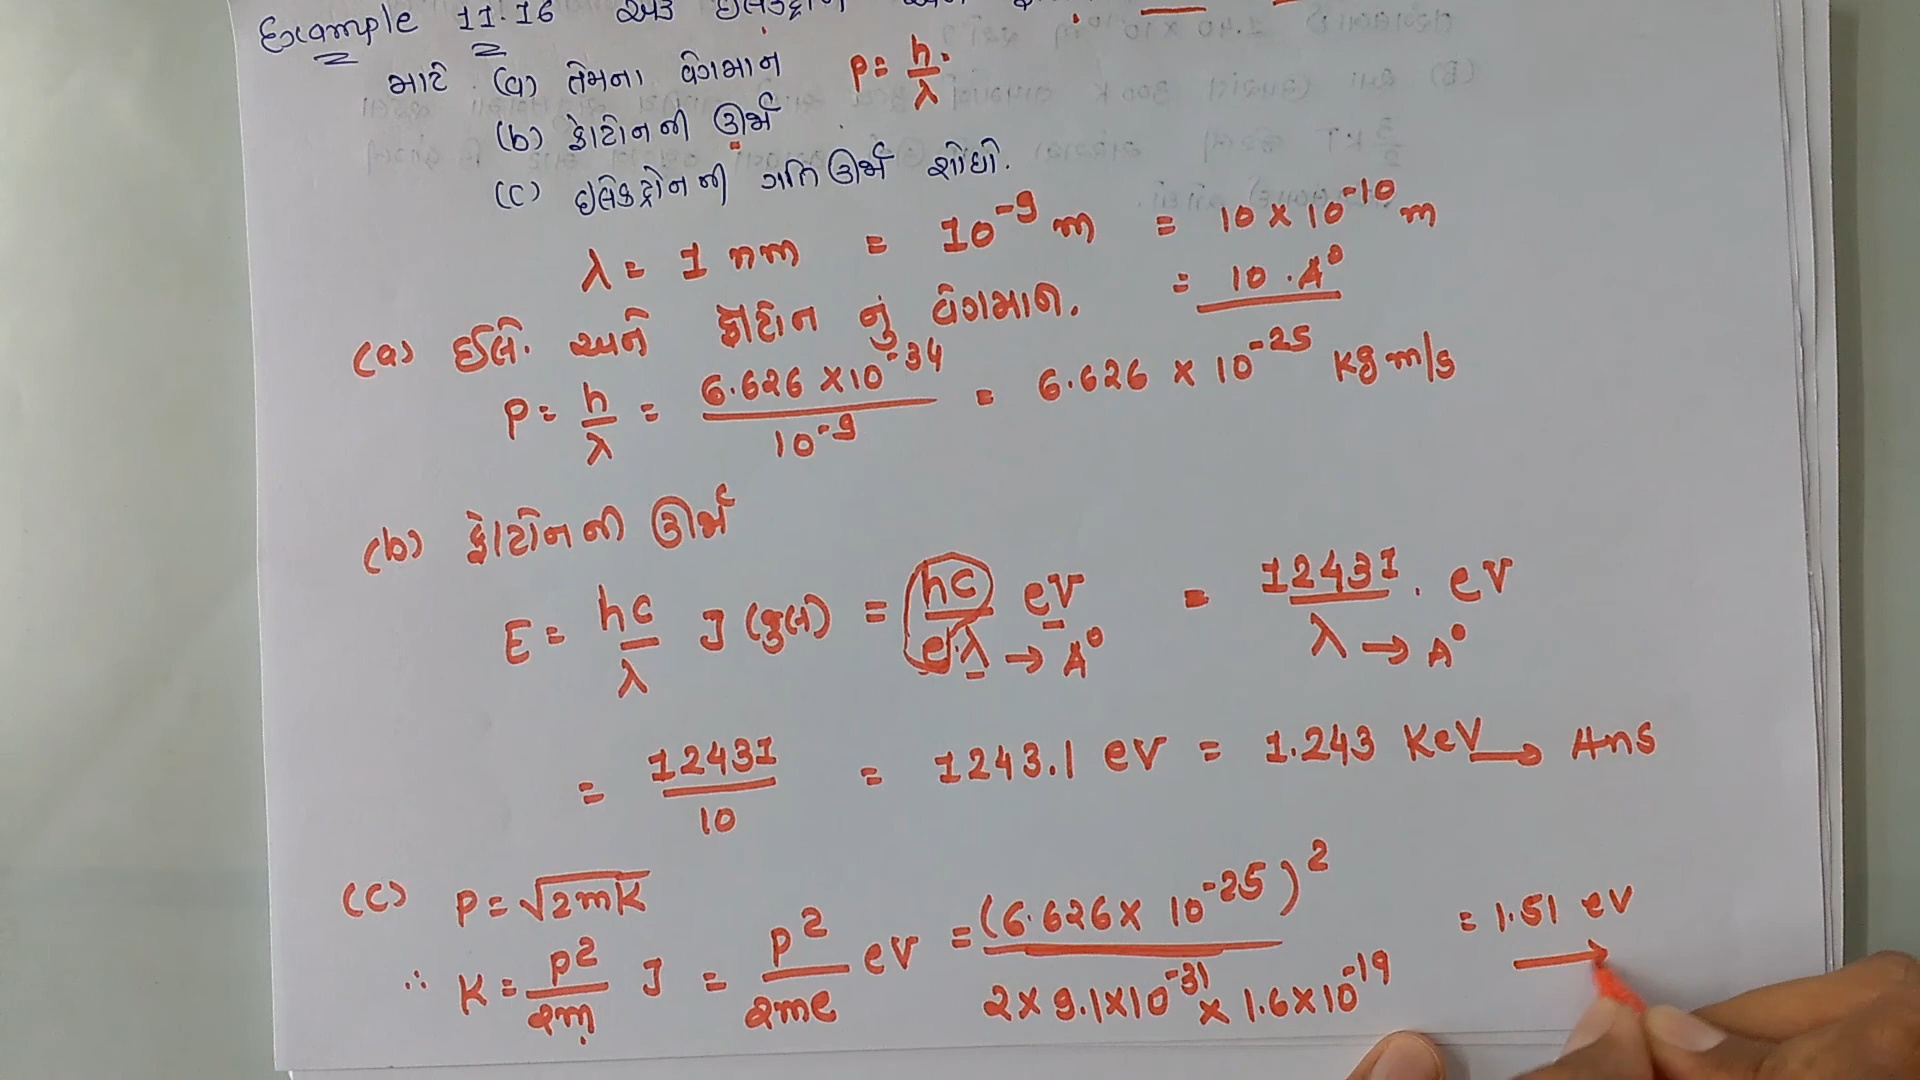 Example 11.16 એક ઇલેક્ટ્રોન
માટે (a) તેમના વેગમાન P = h/λ
(b) ફોટોનની ઊર્જા
(c) ઇલેક્ટ્રોનની ગતિઊર્જા શોધો.
λ = 1 nm = 10⁻⁹ m = 10 × 10⁻¹⁰ m
= 10 A⁰
(a) ઈલે. અને ફોટોન નું વેગમાન.
P = h/λ = 6.626 × 10⁻³⁴ / 10⁻⁹ = 6.626 × 10⁻²⁵ kg m/s
(b) ફોટોનની ઊર્જા
E = hc/λ J (જુલ) = hc/e.λ → A⁰ eV = 12431/λ → A⁰ . eV
= 12431/10 = 1243.1 eV = 1.243 KeV → Ans
(c) P = √2mK
∴ K = P²/2m J = P²/2me eV = (6.626 × 10⁻²⁵)² / 2 × 9.1 × 10⁻³¹ × 1.6 × 10⁻¹⁹ = 1.51 eV